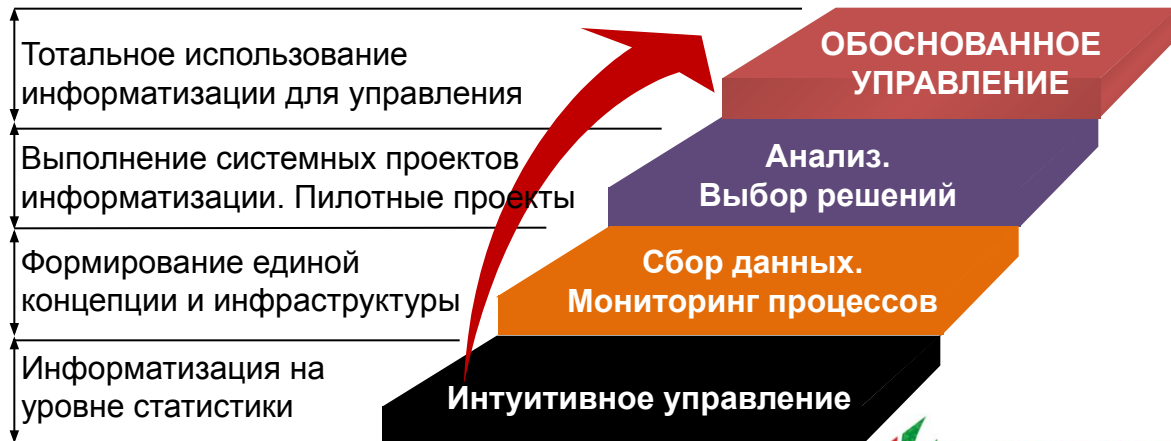 Тотальное использование
информатизации для управления
ОБОСНОВАННОЕ
УПРАВЛЕНИЕ
Выполнение системных проектов
информатизации. Пилотные проекты
Анализ.
Выбор решений
Формирование единой
концепции и инфраструктуры
Сбор данных.
Мониторинг процессов
Информатизация на
уровне статистики
Интуитивное управление